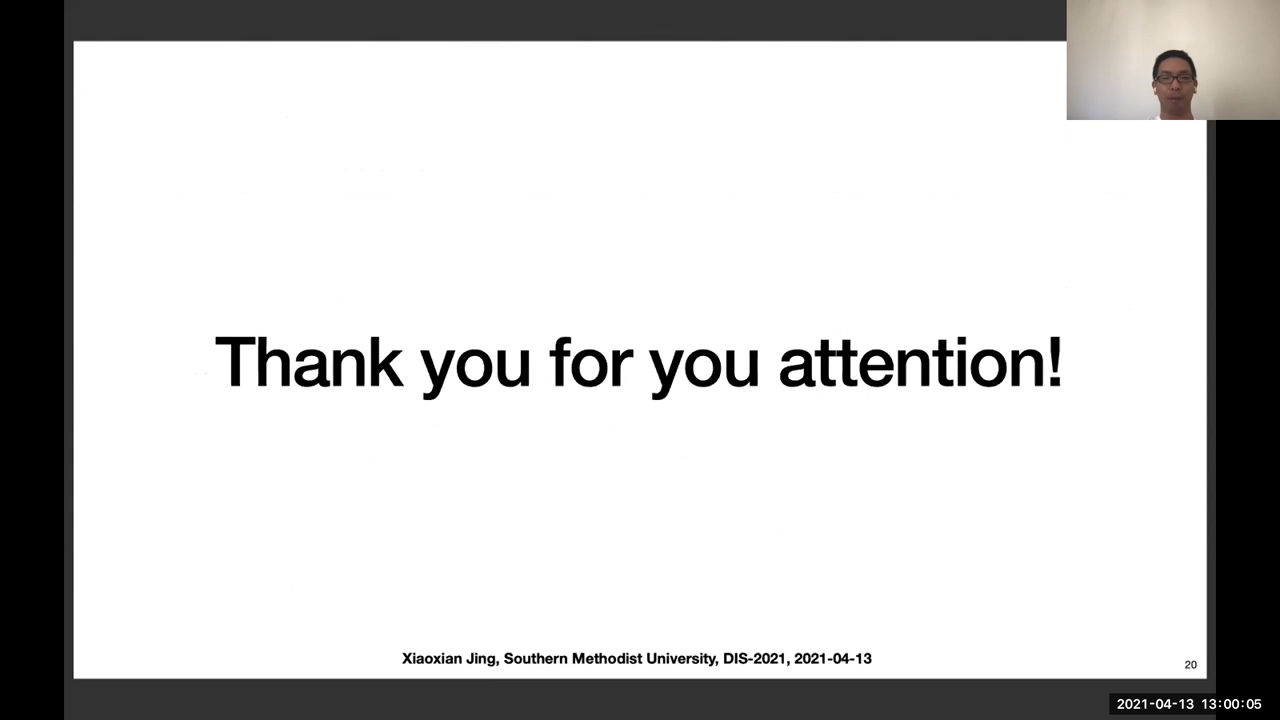 Thank you for you attention!
Xiaoxian Jing, Southern Methodist University, DIS-2021, 2021-04-13
20
2021-04-13 13:00:05